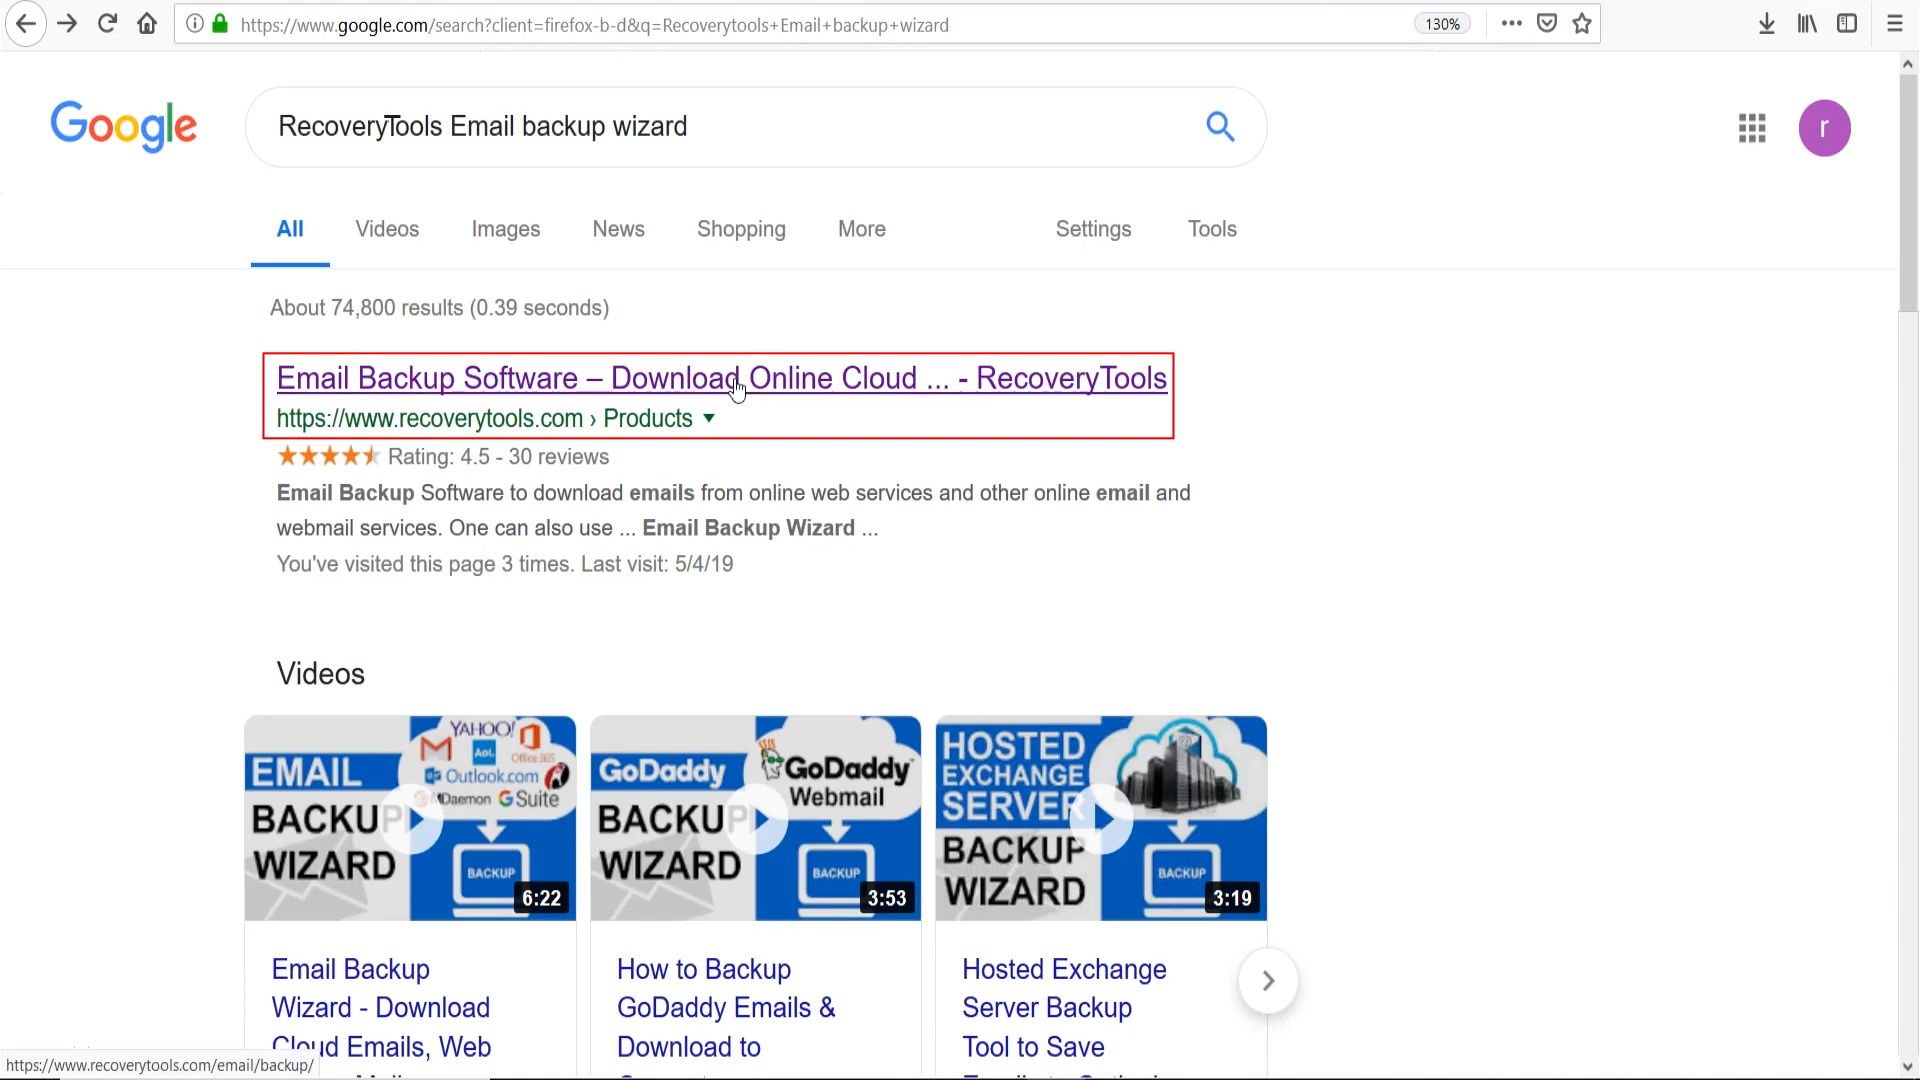 https://www.google.com/search?client=firefox-b-d&q=Recoverytools+Email+backup+wizard
130%
Google
RecoveryTools Email backup wizard
r
All Videos Images News Shopping More Settings Tools
About 74,800 results (0.39 seconds)
Email Backup Software – Download Online Cloud ... - RecoveryTools
https://www.recoverytools.com › Products
Rating: 4.5 - 30 reviews
Email Backup Software to download emails from online web services and other online email and
webmail services. One can also use ... Email Backup Wizard ...
You've visited this page 3 times. Last visit: 5/4/19
Videos
YAHOO!
Aol.
Office 365
Outlook.com
MDaemon G Suite
EMAIL
BACKUP
WIZARD
BACKUP
6:22
GoDaddy
BACKUP
WIZARD
GoDaddy
Webmail
BACKUP
3:53
HOSTED
EXCHANGE
SERVER
BACKUP
WIZARD
BACKUP
3:19
Email Backup
Wizard - Download
Cloud Emails, Web
How to Backup
GoDaddy Emails &
Download to
Hosted Exchange
Server Backup
Tool to Save
https://www.recoverytools.com/email/backup/